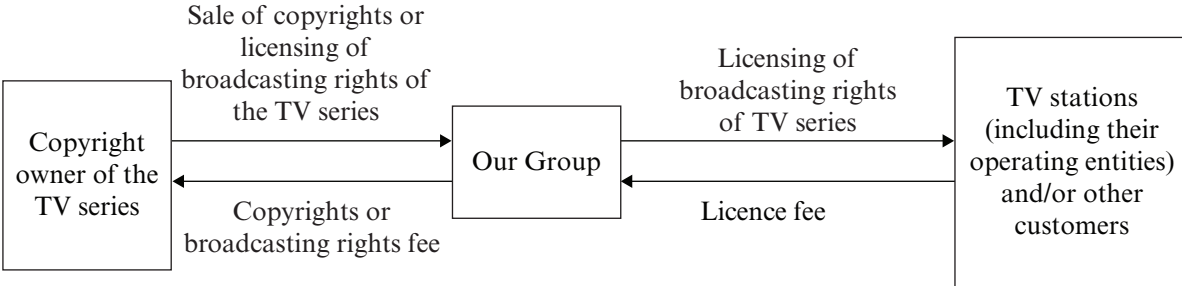 Sale of copyrights or
licensing of
broadcasting rights of
the TV series
Copyright
owner of the
TV series
Copyrights or
broadcasting rights fee
Our Group
Licensing of
broadcasting rights
of TV series
Licence fee
TV stations
(including their
operating entities)
and/or other
customers